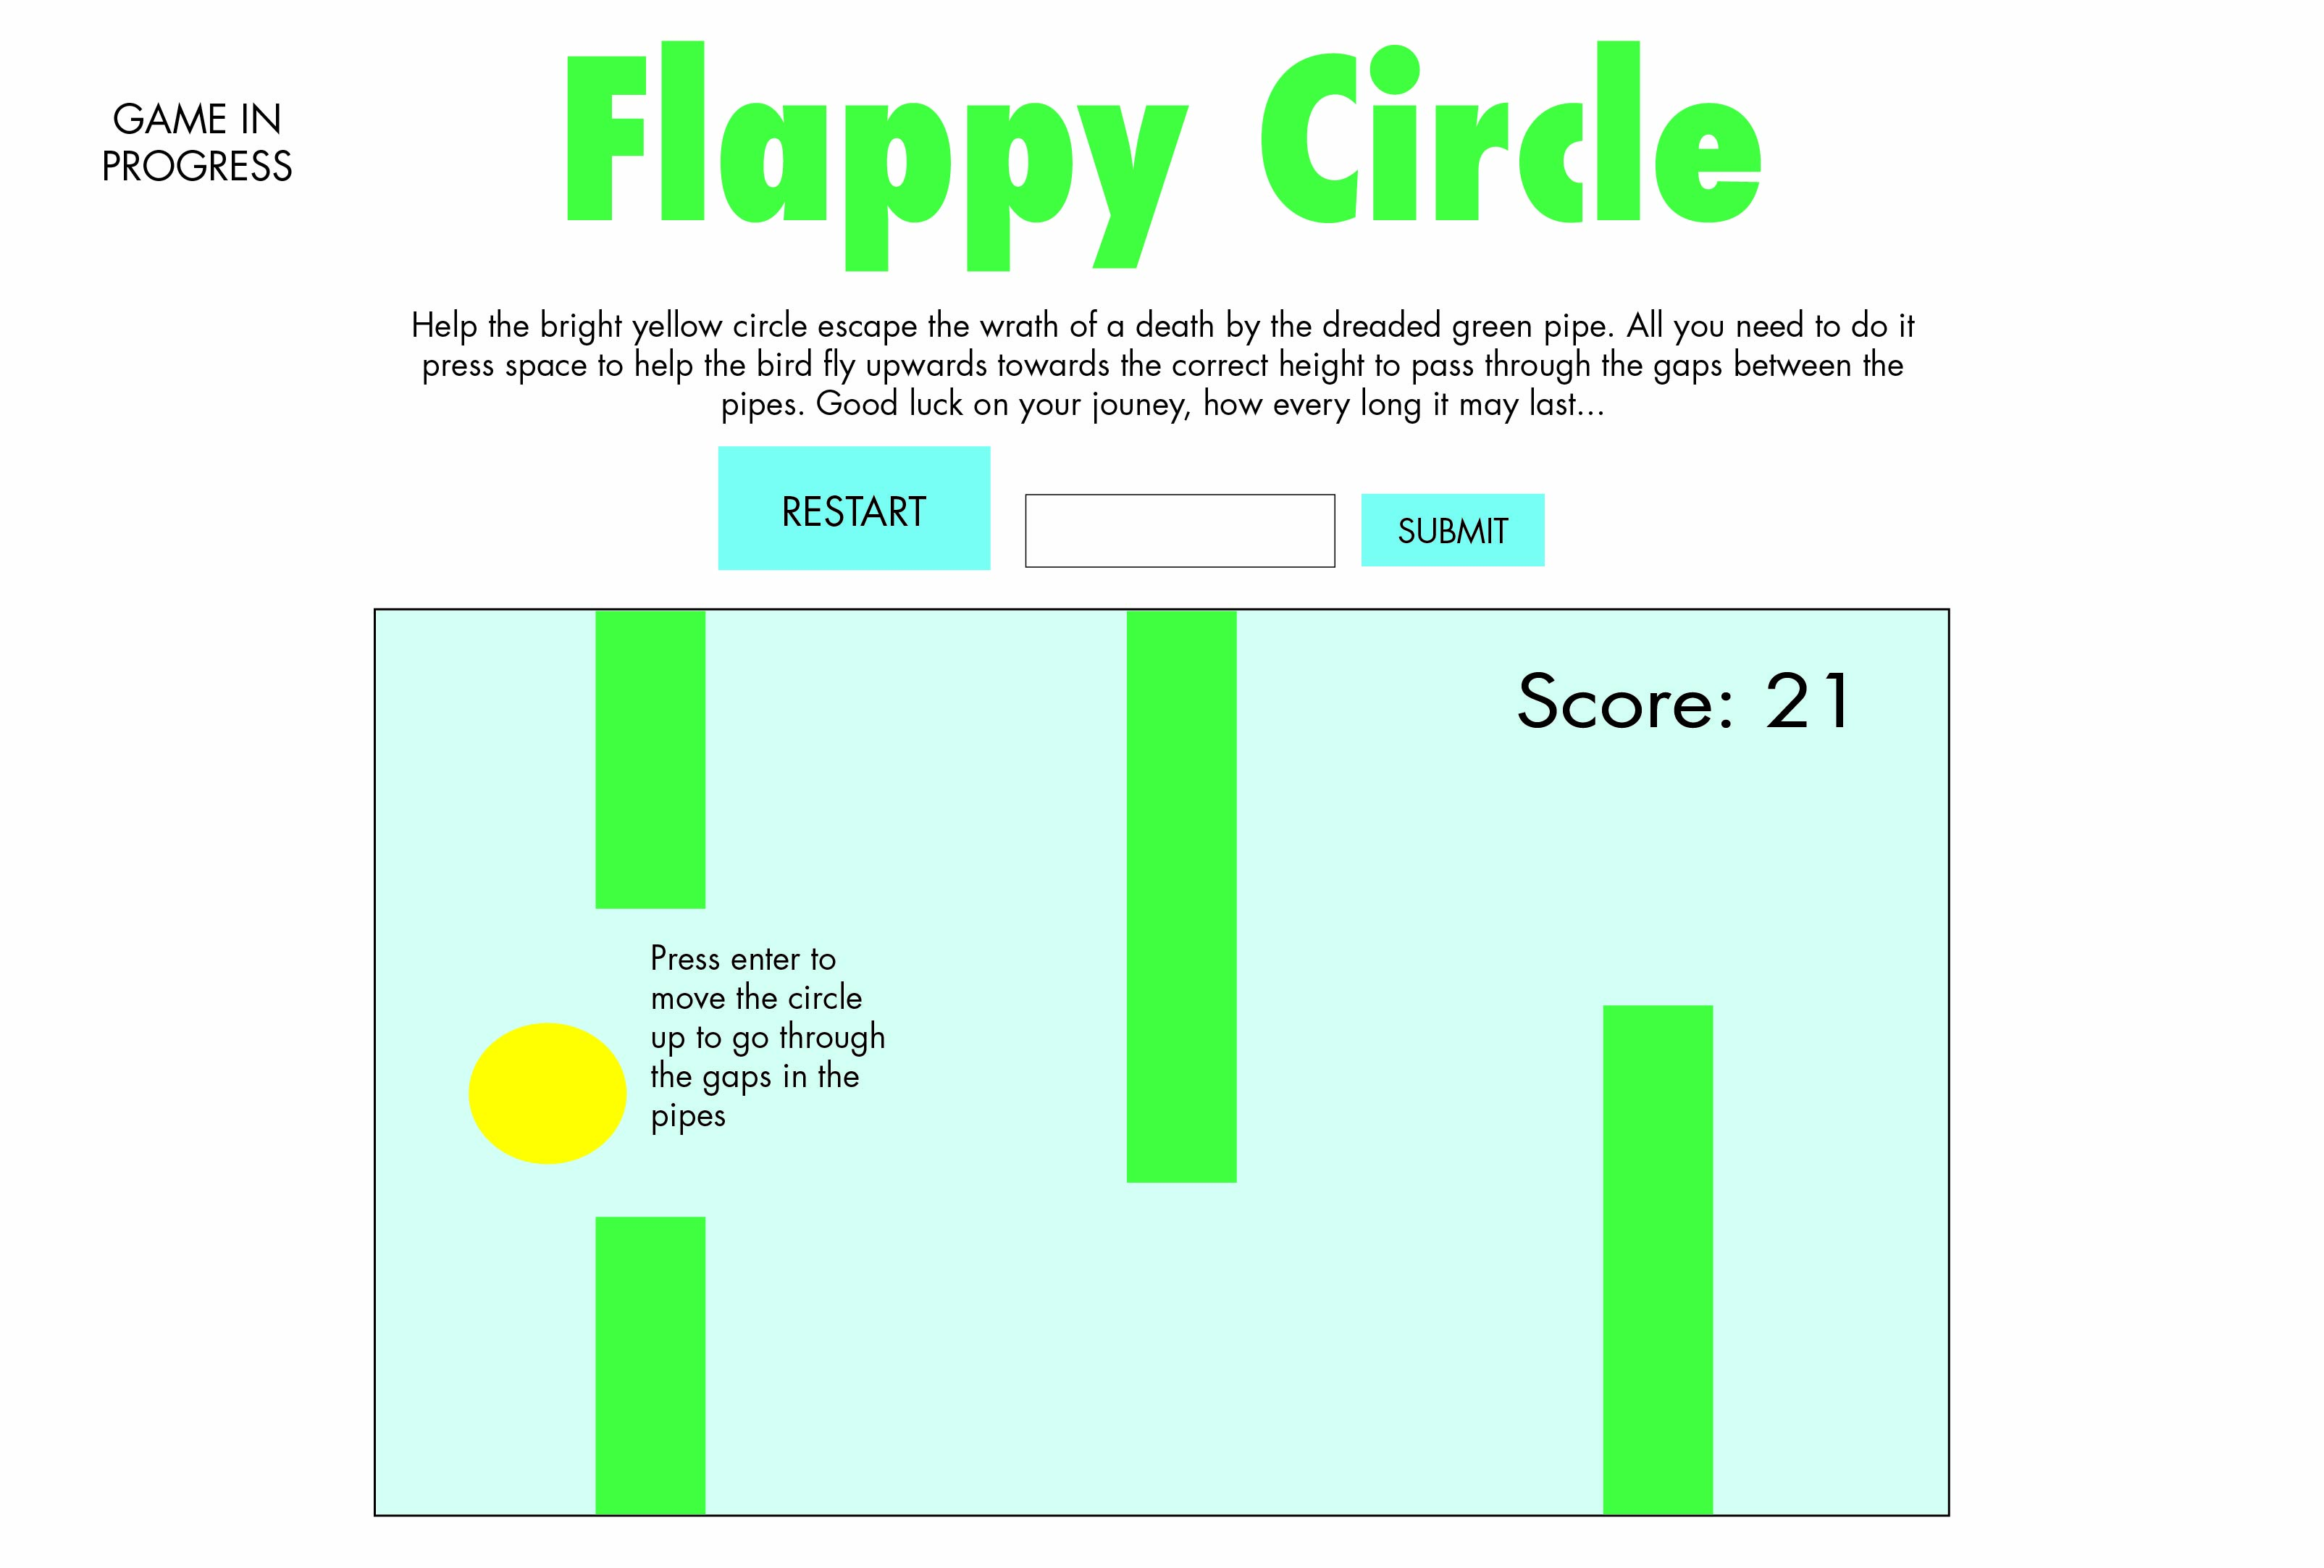 GAME IN
PROGRESS
Flappy Circle
Help the bright yellow circle escape the wrath of a death by the dreaded green pipe. All you need to do it
press space to help the bird fly upwards towards the correct height to pass through the gaps between the
pipes. Good luck on your jouney, how every long it may last...
RESTART
SUBMIT
Score: 21
Press enter to
move the circle
up to go through
the gaps in the
pipes